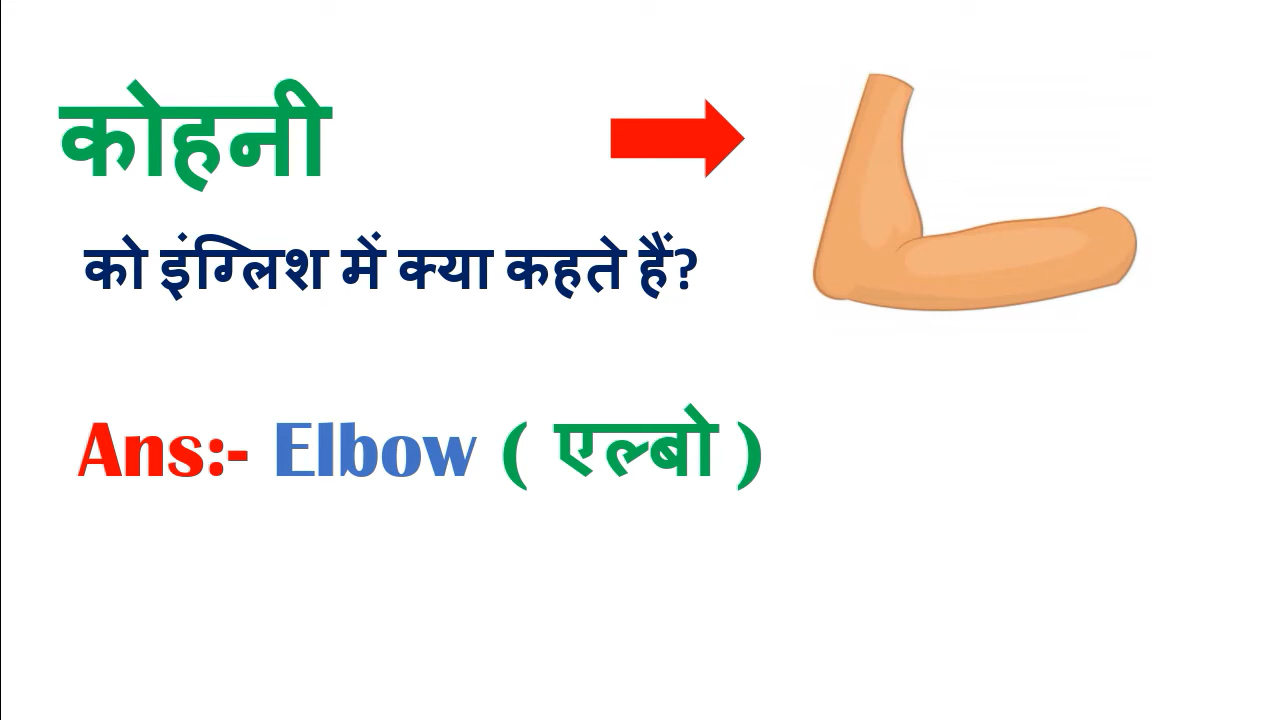 कोहनी
को इंग्लिश में क्या कहते हैं?
Ans:- Elbow ( एल्बो )